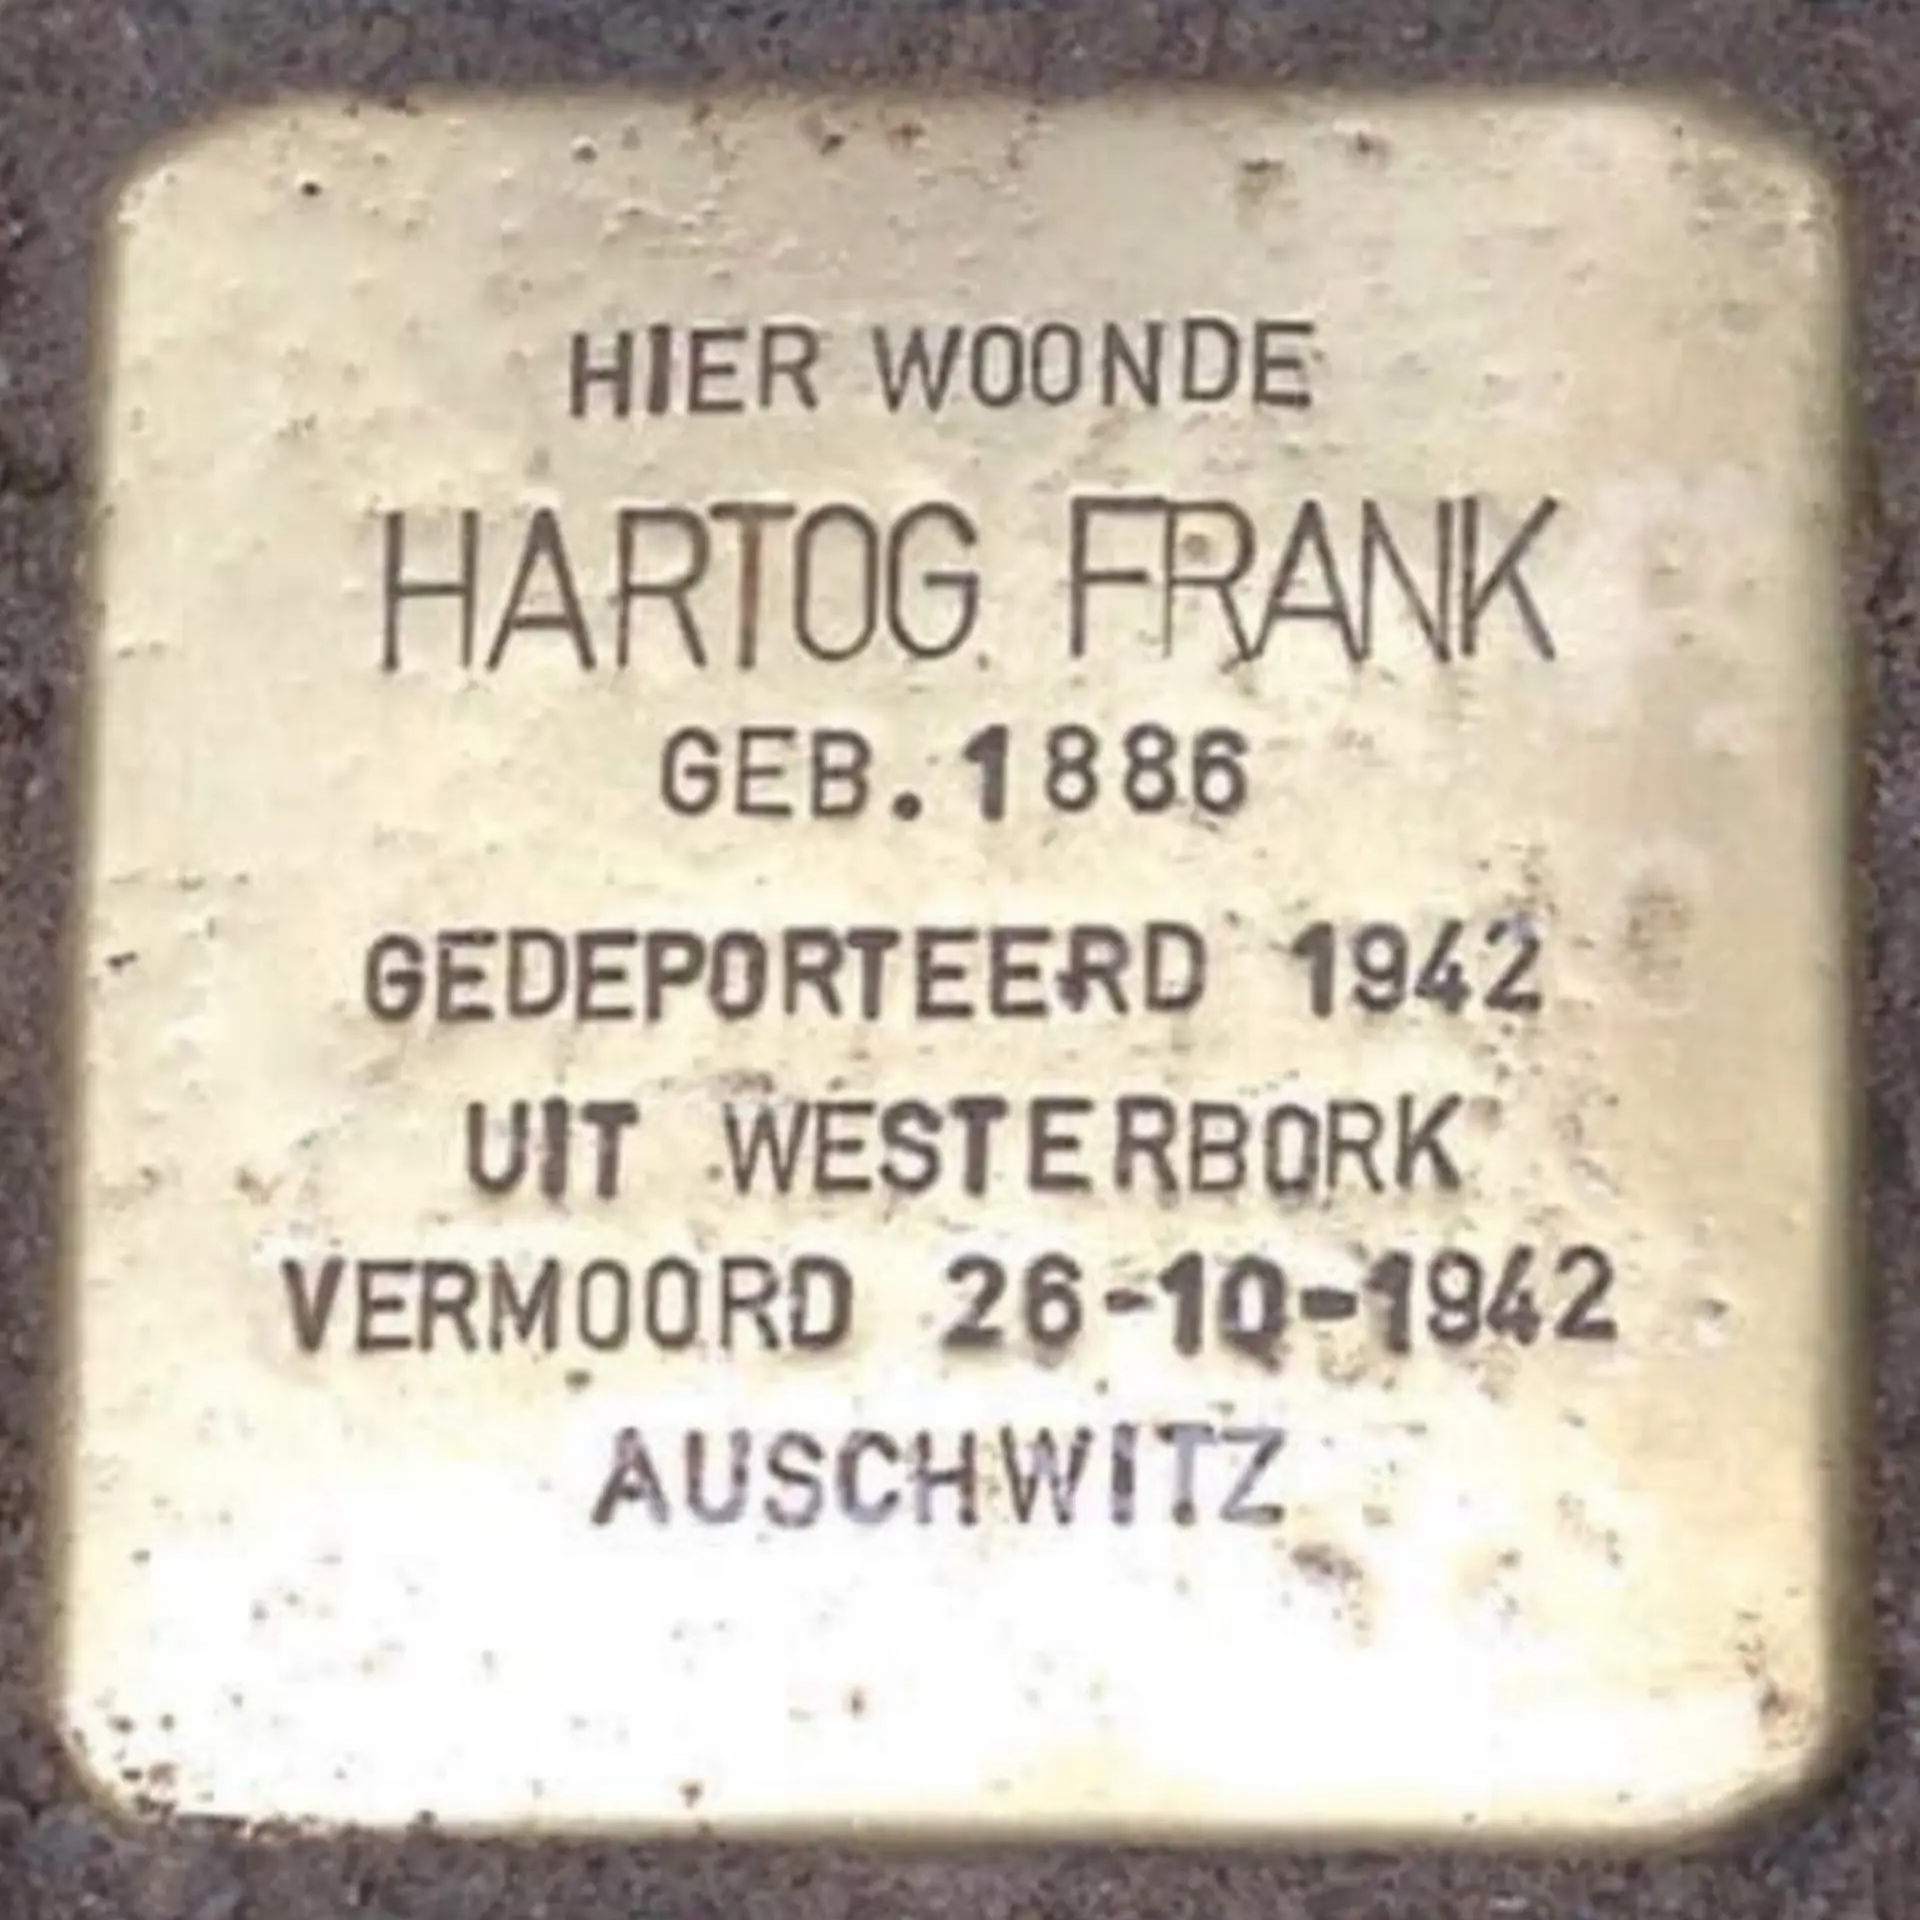 HIER WOONDE
HARTOG FRANK
GEB. 1886
GEDEPORTEERD 1942
UIT WESTERBORK
VERMOORD 26-10-1942
AUSCHWITZ